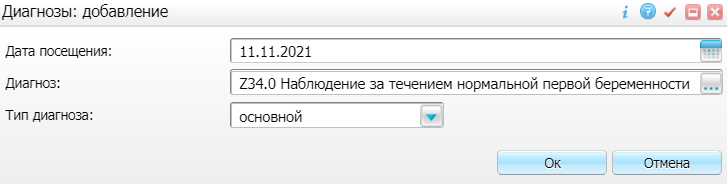 Диагнозы: добавление
Дата посещения: 11.11.2021
Диагноз: Z34.0 Наблюдение за течением нормальной первой беременности ...
Тип диагноза: основной
Ок Отмена